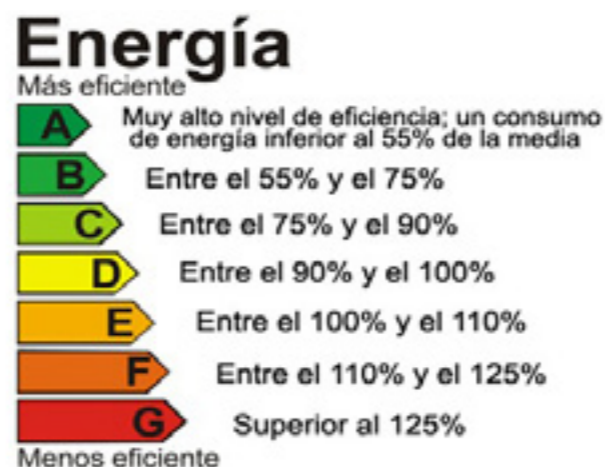 Energía
Más eficiente
A Muy alto nivel de eficiencia; un consumo
de energía inferior al 55% de la media
B Entre el 55% y el 75%
C Entre el 75% y el 90%
D Entre el 90% y el 100%
E Entre el 100% y el 110%
F Entre el 110% y el 125%
G Superior al 125%
Menos eficiente